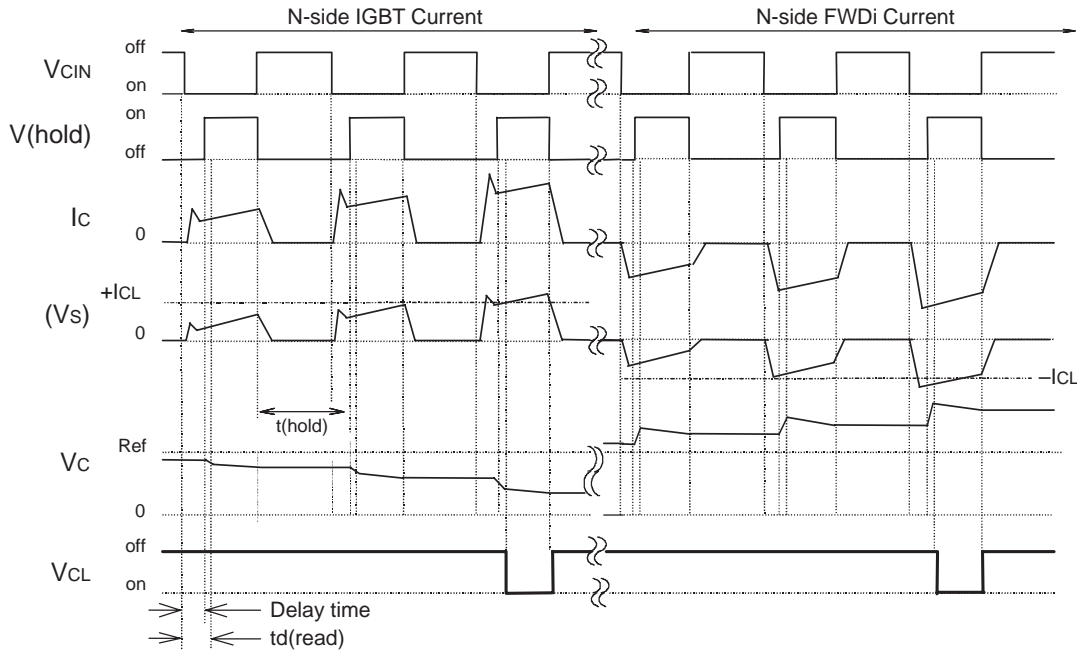 N-side IGBT Current
N-side FWDi Current
VCIN
off
on
V(hold)
on
off
IC
0
+ICL
(VS)
0
–ICL
t(hold)
Ref
VC
0
VCL
off
on
Delay time
td(read)